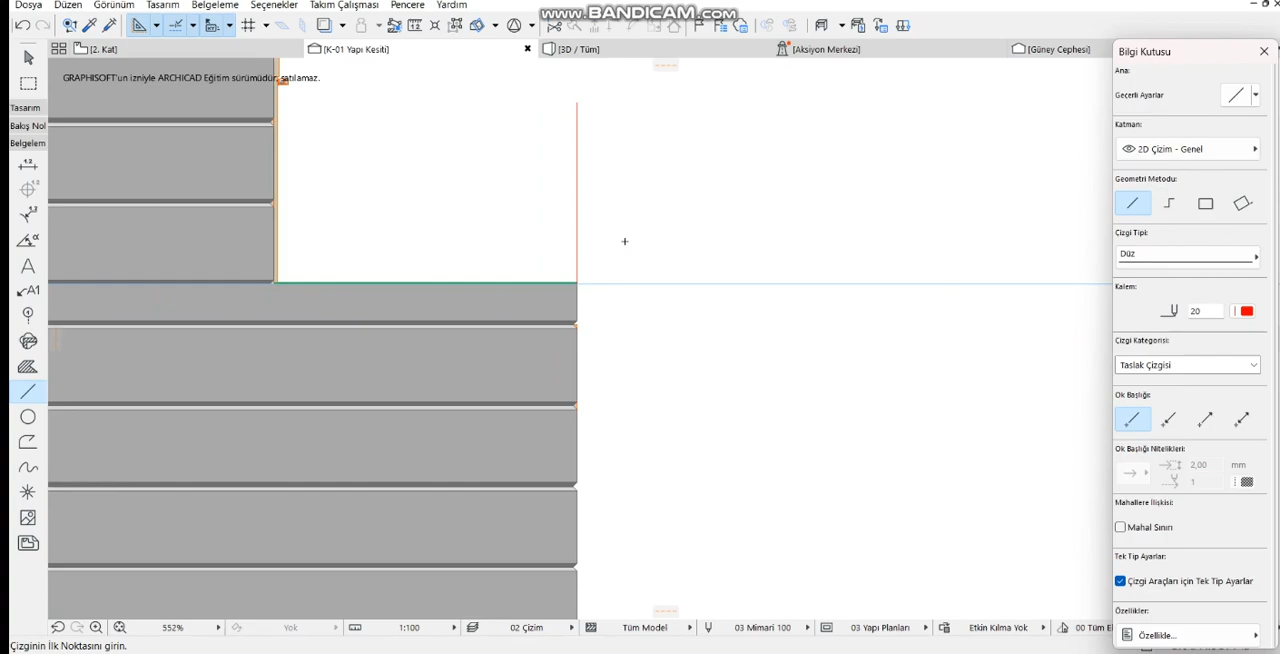 www.BANDICAM.com
Dosya Düzen Görünüm Tasarım Belgeleme Seçenekler Takım Çalışması Pencere Yardım
[2. Kat]
[K-01 Yapı Kesiti]
[3D / Tüm]
[Aksiyon Merkezi]
[Güney Cephesi]
Bilgi Kutusu
GRAPHISOFT'un izniyle ARCHICAD Eğitim sürümüdür, satılamaz.
Tasarım
Bakış Nol
Belgelem
A1
Ana:
Geçerli Ayarlar
Katman:
2D Çizim - Genel
Geometri Metodu:
Çizgi Tipi:
Düz
Kalem:
20
Çizgi Kategorisi:
Taslak Çizgisi
Ok Başlığı:
Ok Başlığı Nitelikleri:
2,00 mm
1
Mahallere İlişkisi:
Mahal Sınırı
Tek Tip Ayarlar:
Çizgi Araçları için Tek Tip Ayarlar
Özellikler:
Özellikle...
552%
Yok
1:100
02 Çizim
Tüm Model
03 Mimari 100
03 Yapı Planları
Etkin Kılma Yok
00 Tüm El
Çizginin İlk Noktasını girin.